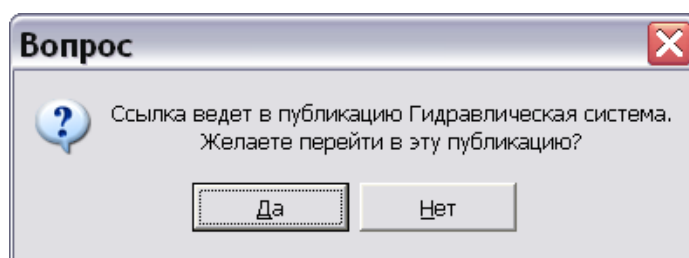 Вопрос
Ссылка ведет в публикацию Гидравлическая система.
Желаете перейти в эту публикацию?
Да
Нет